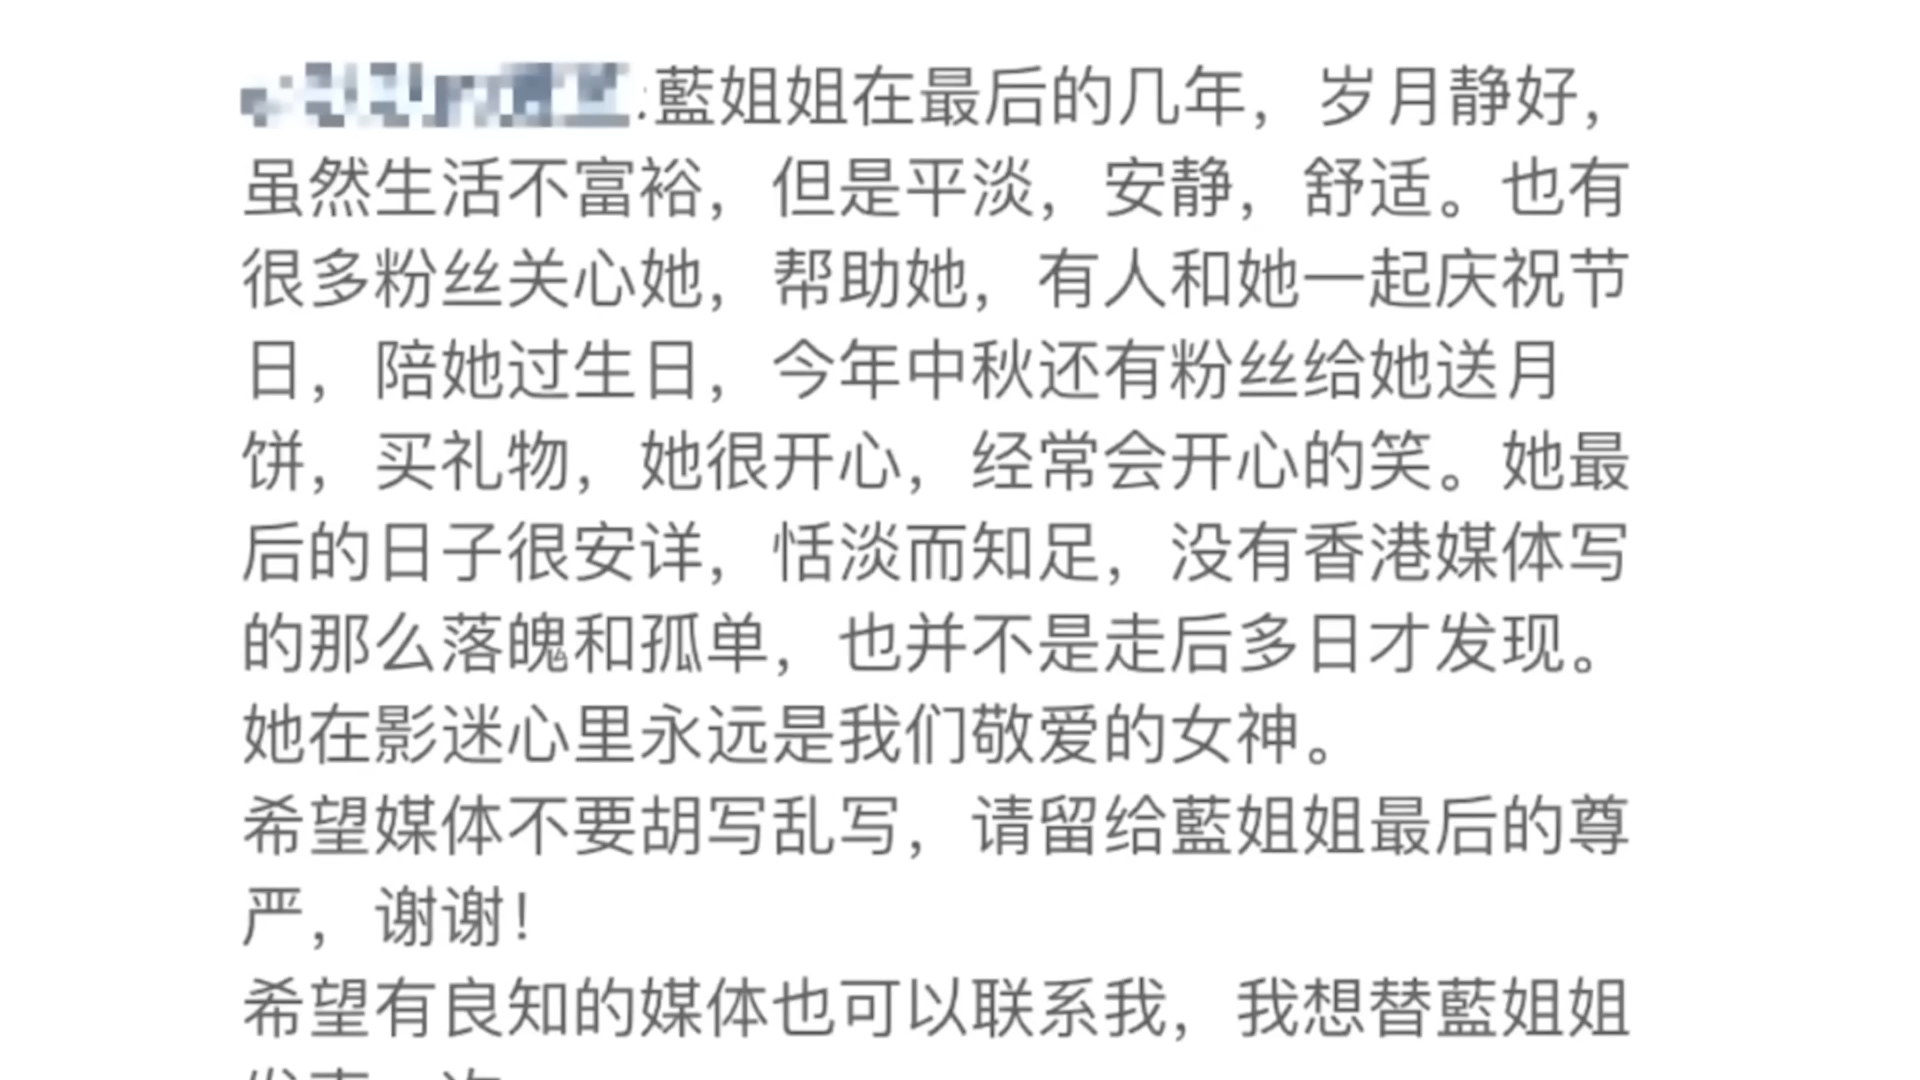 :藍姐姐在最后的几年，岁月静好，
虽然生活不富裕，但是平淡，安静，舒适。也有
很多粉丝关心她，帮助她，有人和她一起庆祝节
日，陪她过生日，今年中秋还有粉丝给她送月
饼，买礼物，她很开心，经常会开心的笑。她最
后的日子很安详，恬淡而知足，没有香港媒体写
的那么落魄和孤单，也并不是走后多日才发现。
她在影迷心里永远是我们敬爱的女神。
希望媒体不要胡写乱写，请留给藍姐姐最后的尊
严，谢谢！
希望有良知的媒体也可以联系我，我想替藍姐姐